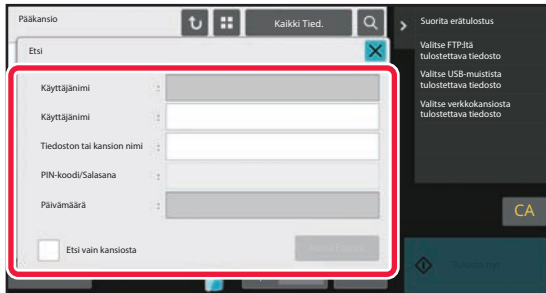 Pääkansio
Kaikki Tied.
Etsi
Käyttäjänimi :
Käyttäjänimi :
Tiedoston tai kansion nimi :
PIN-koodi/Salasana :
Päivämäärä :
Etsi vain kansiosta
Suorita erätulostus
Valitse FTP:ltä
tulostettava tiedosto
Valitse USB-muistista
tulostettava tiedosto
Valitse verkkokansiosta
tulostettava tiedosto
CA